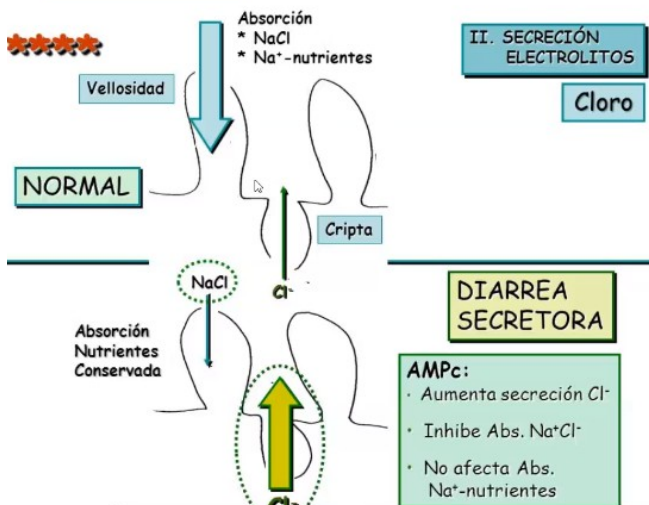 Absorción
* NaCl
* Na⁺-nutrientes
****
II. SECRECIÓN
ELECTROLITOS
Cloro
Vellosidad
NORMAL
Cripta
Cl⁻
NaCl
Absorción
Nutrientes
Conservada
DIARREA
SECRETORA
AMPc:
· Aumenta secreción Cl⁻
· Inhibe Abs. Na⁺Cl⁻
· No afecta Abs.
Na⁺-nutrientes